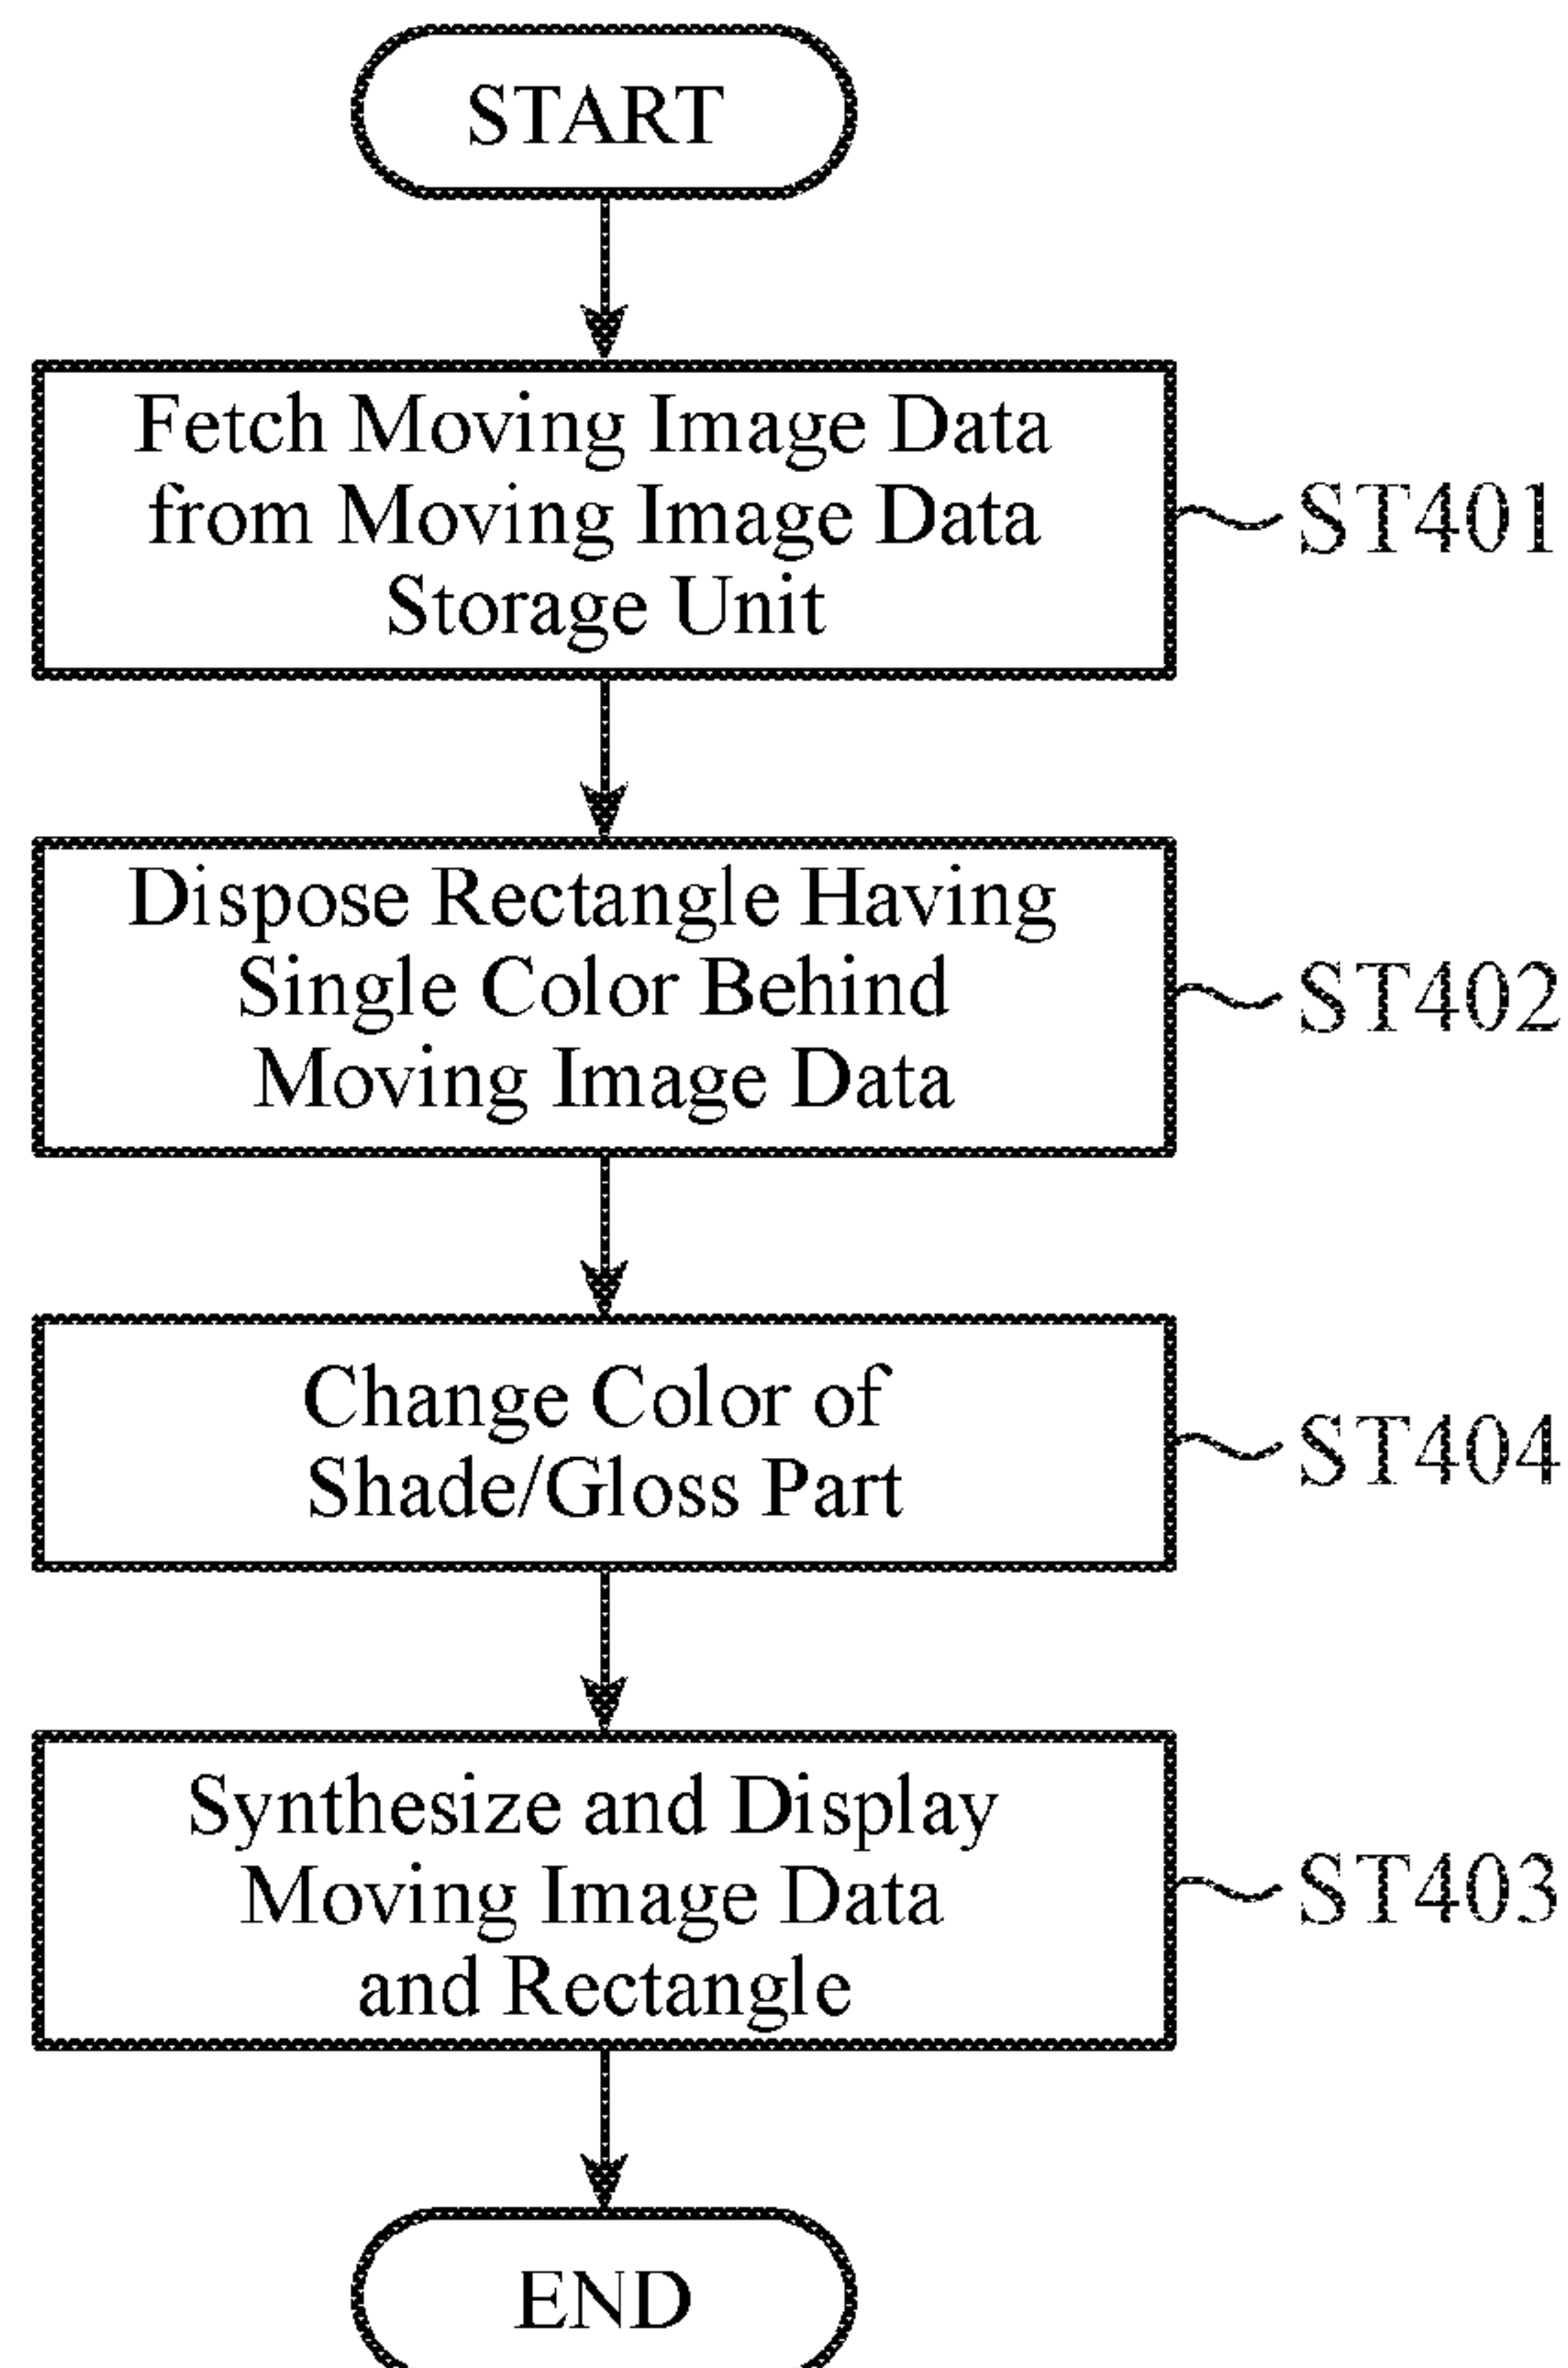 START
Fetch Moving Image Data
from Moving Image Data
Storage Unit
ST401
Dispose Rectangle Having
Single Color Behind
Moving Image Data
ST402
Change Color of
Shade/Gloss Part
ST404
Synthesize and Display
Moving Image Data
and Rectangle
ST403
END